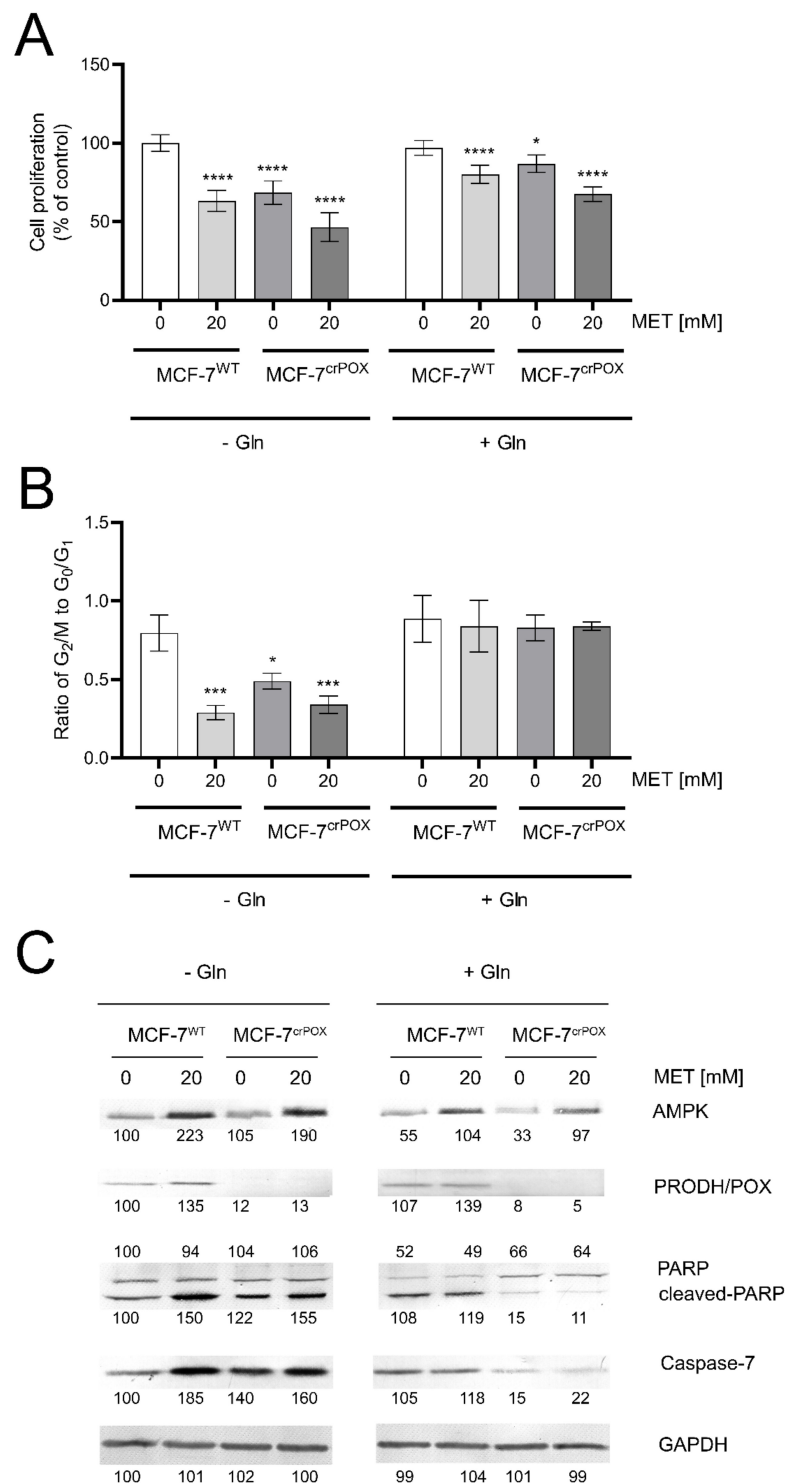 A
Cell proliferation
(% of control)
150
100
50
0
**** **** **** **** * ****
0 20 0 20 0 20 0 20 MET [mM]
MCF-7WT MCF-7crPOX MCF-7WT MCF-7crPOX
- Gln + Gln
B
Ratio of G2/M to G0/G1
1.5
1.0
0.5
0.0
*** * ***
0 20 0 20 0 20 0 20 MET [mM]
MCF-7WT MCF-7crPOX MCF-7WT MCF-7crPOX
- Gln + Gln
C
- Gln + Gln
MCF-7WT MCF-7crPOX MCF-7WT MCF-7crPOX
0 20 0 20 0 20 0 20 MET [mM]
AMPK
100 223 105 190 55 104 33 97
PRODH/POX
100 135 12 13 107 139 8 5
100 94 104 106 52 49 66 64
PARP
cleaved-PARP
100 150 122 155 108 119 15 11
Caspase-7
100 185 140 160 105 118 15 22
GAPDH
100 101 102 100 99 104 101 99